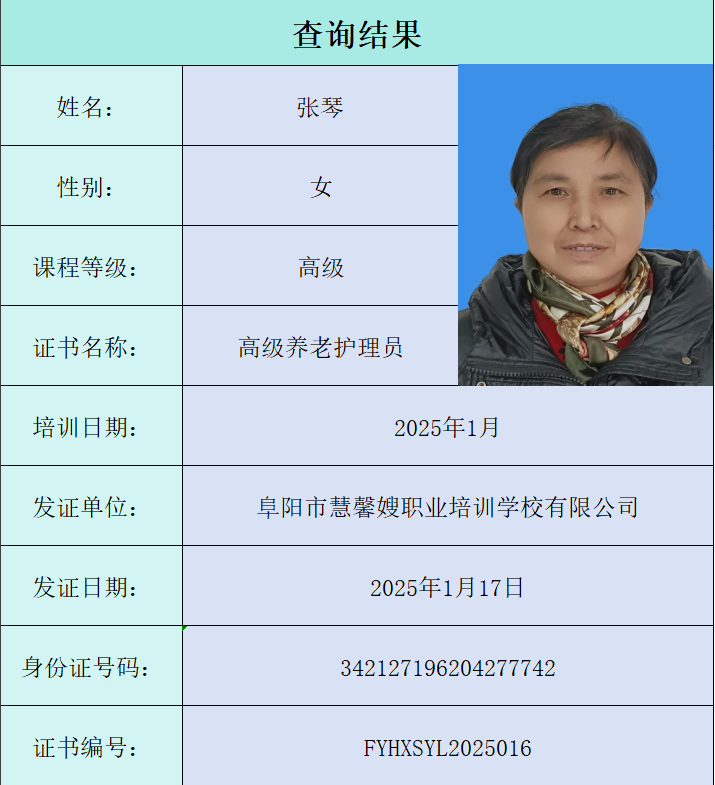 查询结果
姓名： 张琴
性别： 女
课程等级： 高级
证书名称： 高级养老护理员
培训日期： 2025年1月
发证单位： 阜阳市慧馨嫂职业培训学校有限公司
发证日期： 2025年1月17日
身份证号码： 342127196204277742
证书编号： FYHXSYL2025016